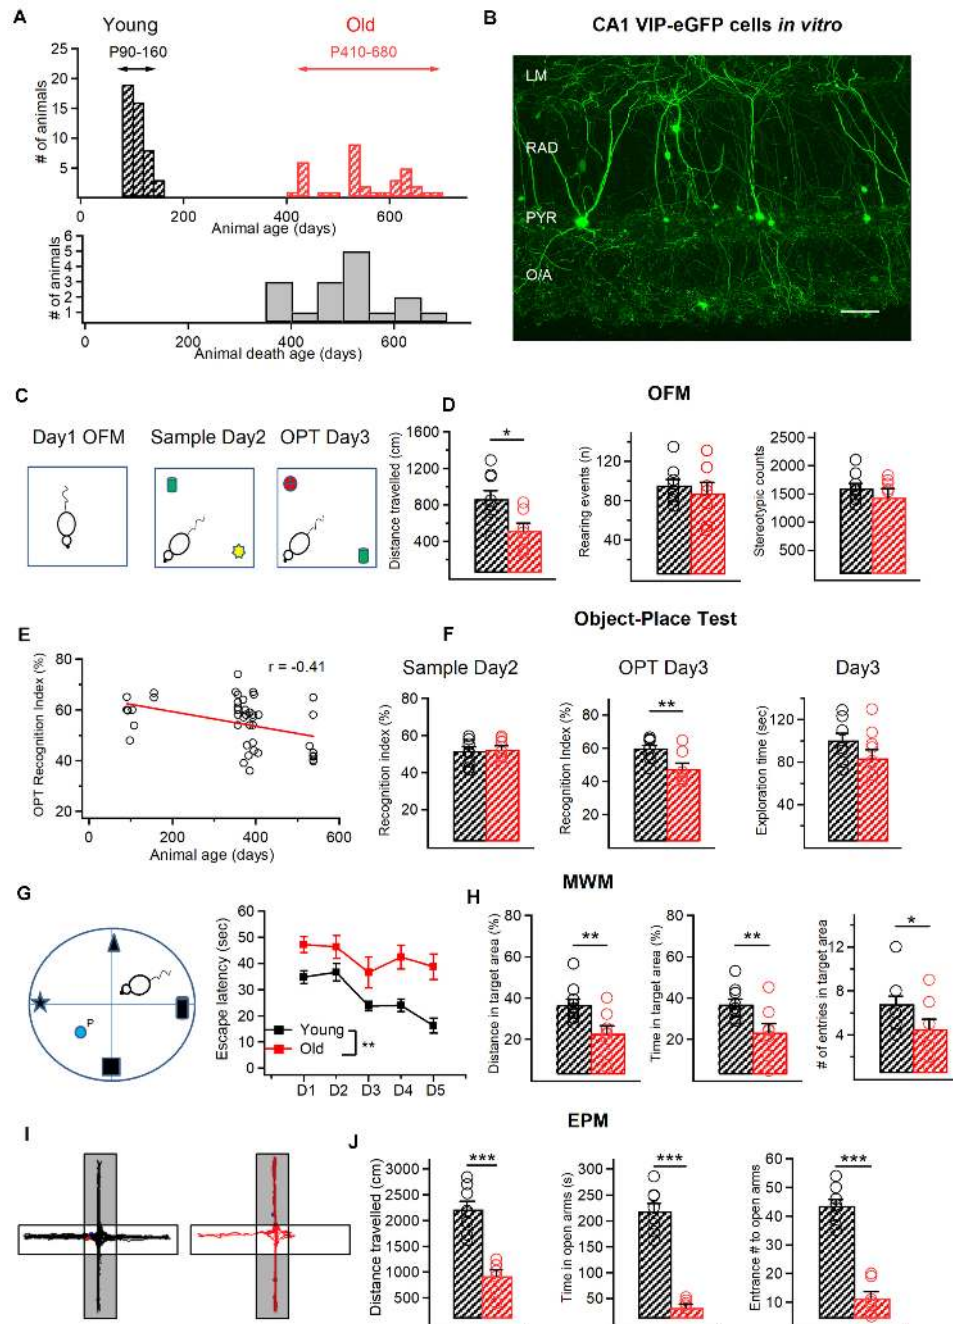 A
Young
Old
P90-160
P410-680
25
20
15
10
5
# of animals
0
200
400
600
Animal age (days)
6
5
4
3
2
1
# of animals
0
200
400
600
Animal death age (days)
B
CA1 VIP-eGFP cells in vitro
LM
RAD
PYR
O/A
C
Day1 OFM
Sample Day2
OPT Day3
D
OFM
1600
1200
800
400
Distance travelled (cm)
*
120
80
40
Rearing events (n)
2500
2000
1500
1000
500
Stereotypic counts
E
80
60
40
20
OPT Recognition Index (%)
r = -0.41
0
200
400
600
Animal age (days)
Object-Place Test
F
Sample Day2
80
60
40
20
Recognition index (%)
OPT Day3
80
60
40
20
Recognition Index (%)
**
Day3
120
80
40
Exploration time (sec)
G
P
60
50
40
30
20
10
0
Escape latency (sec)
Young
Old
**
D1 D2 D3 D4 D5
MWM
H
80
60
40
20
Distance in target area (%)
**
80
60
40
20
Time in target area (%)
**
12
8
4
# of entries in target area
*
I
EPM
J
3000
2500
2000
1500
1000
500
Distance travelled (cm)
***
250
200
150
100
50
Time in open arms (s)
***
60
50
40
30
20
10
Entrance # to open arms
***